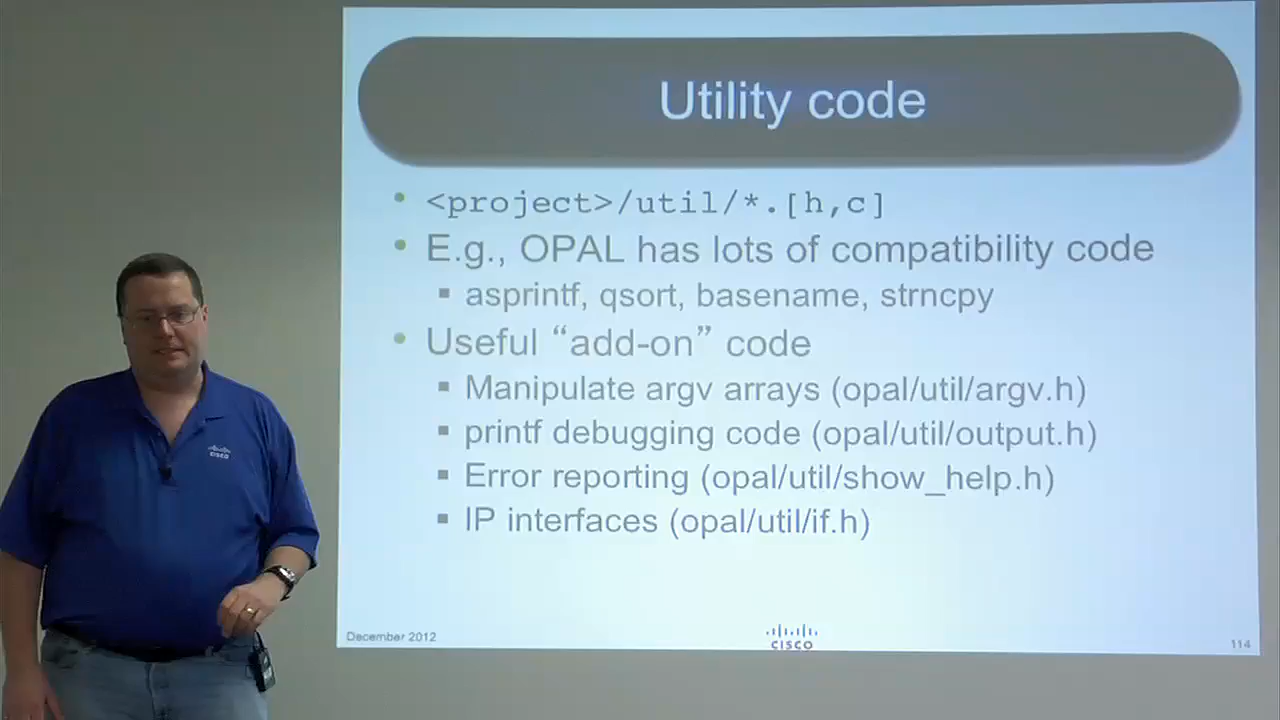 Utility code
• <project>/util/*.[h,c]
• E.g., OPAL has lots of compatibility code
▪ asprintf, qsort, basename, strncpy
• Useful “add-on” code
▪ Manipulate argv arrays (opal/util/argv.h)
▪ printf debugging code (opal/util/output.h)
▪ Error reporting (opal/util/show_help.h)
▪ IP interfaces (opal/util/if.h)
CISCO
December 2012
CISCO
114